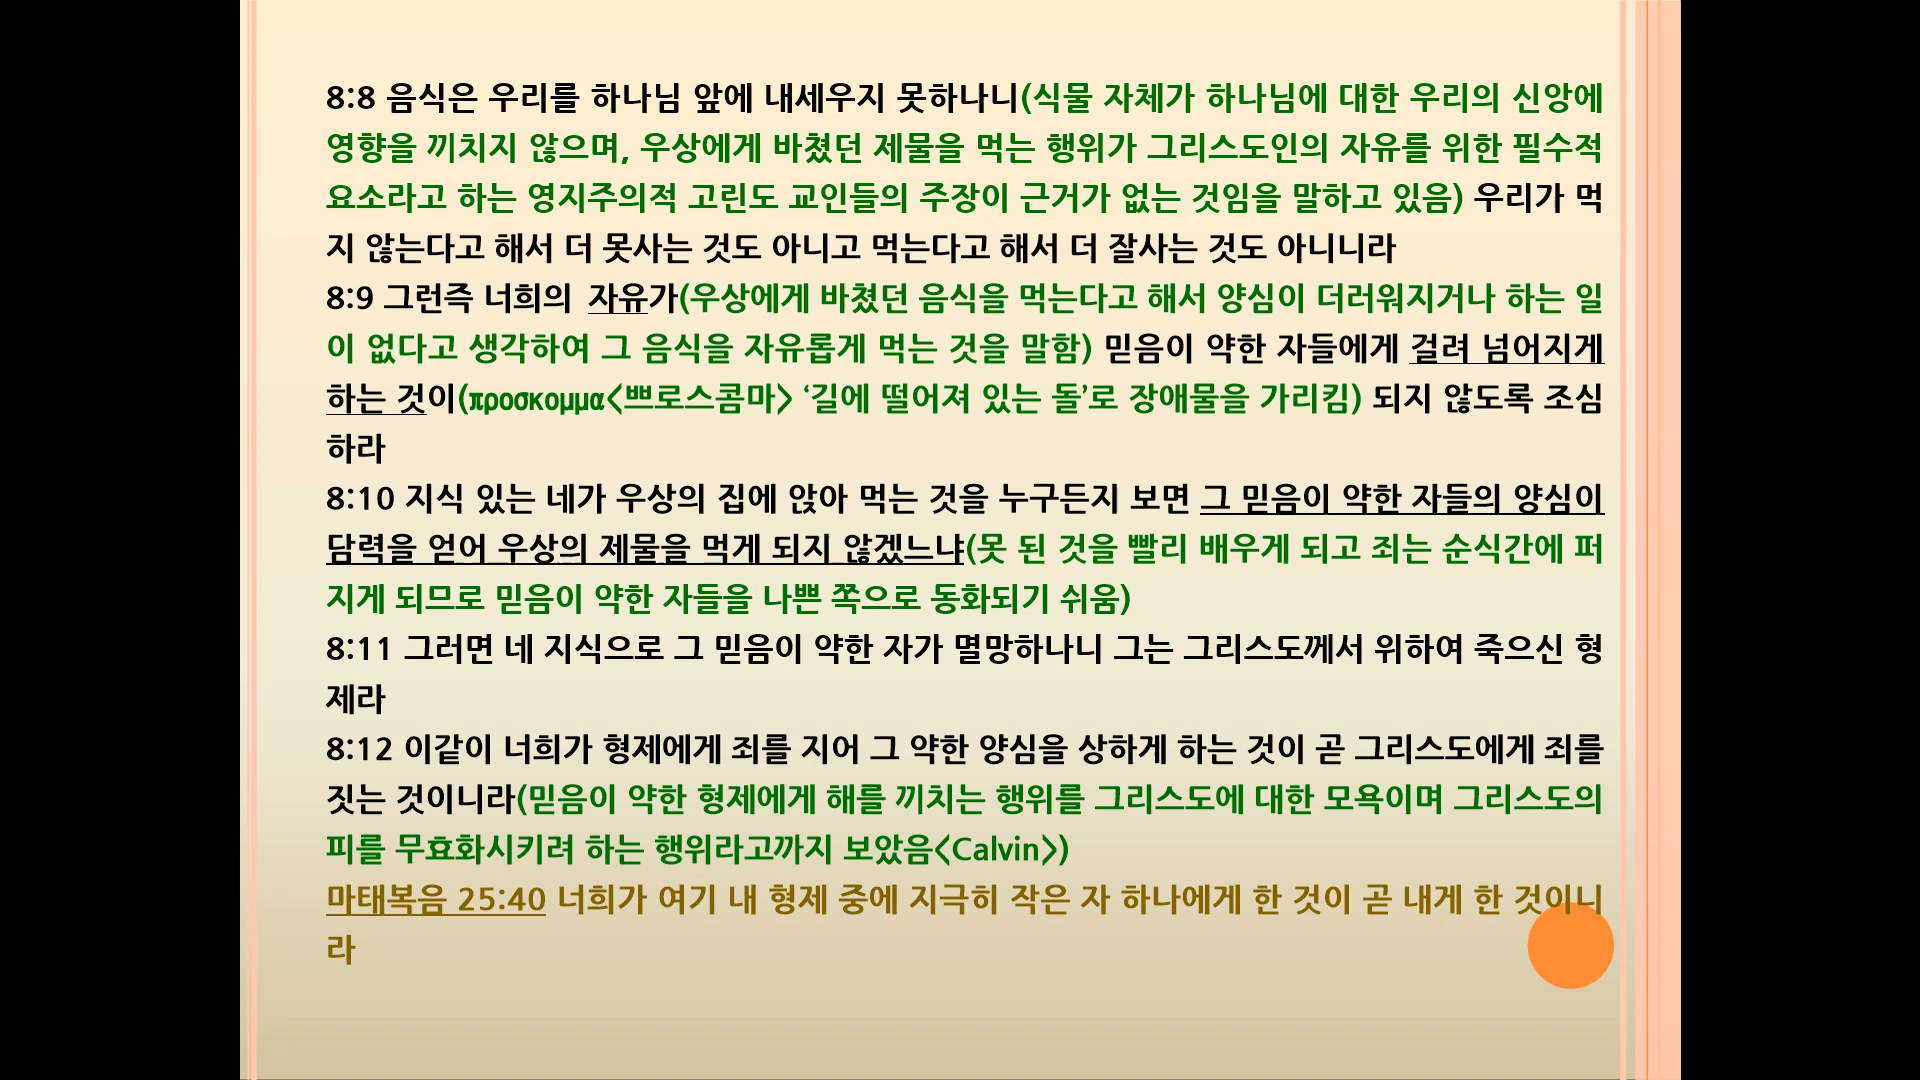 8:8 음식은 우리를 하나님 앞에 내세우지 못하나니(식물 자체가 하나님에 대한 우리의 신앙에
영향을 끼치지 않으며, 우상에게 바쳤던 제물을 먹는 행위가 그리스도인의 자유를 위한 필수적
요소라고 하는 영지주의적 고린도 교인들의 주장이 근거가 없는 것임을 말하고 있음) 우리가 먹
지 않는다고 해서 더 못사는 것도 아니고 먹는다고 해서 더 잘사는 것도 아니니라
8:9 그런즉 너희의 자유가(우상에게 바쳤던 음식을 먹는다고 해서 양심이 더러워지거나 하는 일
이 없다고 생각하여 그 음식을 자유롭게 먹는 것을 말함) 믿음이 약한 자들에게 걸려 넘어지게
하는 것이(προσκομμα<쁘로스콤마> ‘길에 떨어져 있는 돌’로 장애물을 가리킴) 되지 않도록 조심
하라
8:10 지식 있는 네가 우상의 집에 앉아 먹는 것을 누구든지 보면 그 믿음이 약한 자들의 양심이
담력을 얻어 우상의 제물을 먹게 되지 않겠느냐(못 된 것을 빨리 배우게 되고 죄는 순식간에 퍼
지게 되므로 믿음이 약한 자들을 나쁜 쪽으로 동화되기 쉬움)
8:11 그러면 네 지식으로 그 믿음이 약한 자가 멸망하나니 그는 그리스도께서 위하여 죽으신 형
제라
8:12 이같이 너희가 형제에게 죄를 지어 그 약한 양심을 상하게 하는 것이 곧 그리스도에게 죄를
짓는 것이니라(믿음이 약한 형제에게 해를 끼치는 행위를 그리스도에 대한 모욕이며 그리스도의
피를 무효화시키려 하는 행위라고까지 보았음<Calvin>)
마태복음 25:40 너희가 여기 내 형제 중에 지극히 작은 자 하나에게 한 것이 곧 내게 한 것이니
라